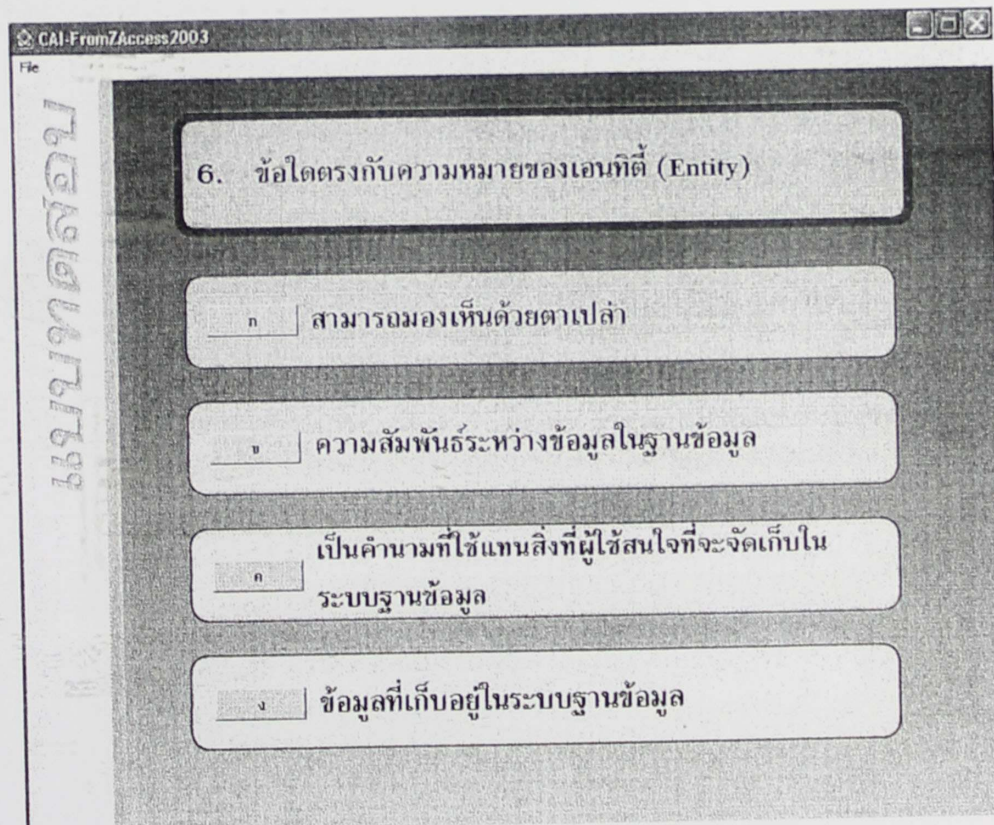 CAI-FromZAccess2003
File
แบบทดสอบ
6. ข้อใดตรงกับความหมายของเอนทิตี้ (Entity)
ก สามารถมองเห็นด้วยตาเปล่า
ข ความสัมพันธ์ระหว่างข้อมูลในฐานข้อมูล
ค เป็นคำนามที่ใช้แทนสิ่งที่ผู้ใช้สนใจที่จะจัดเก็บใน
ระบบฐานข้อมูล
ง ข้อมูลที่เก็บอยู่ในระบบฐานข้อมูล